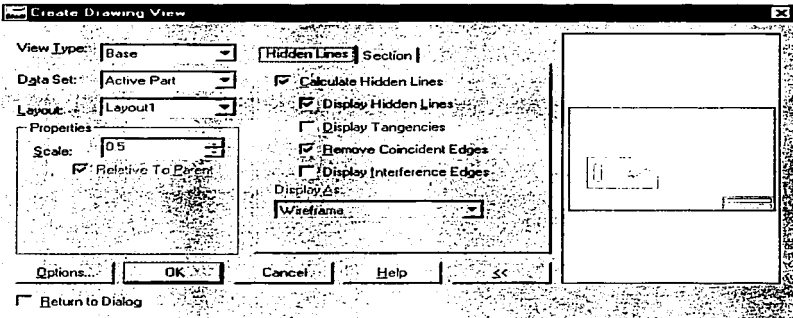 Create Drawing View
View Type: Base
Data Set: Active Part
Layout: Layout1
Properties
Scale: 0.5
Relative To Parent
Hidden Lines Section
Calculate Hidden Lines
Display Hidden Lines
Display Tangencies
Remove Coincident Edges
Display Interference Edges
Display As:
Wireframe
Options... OK Cancel Help <<
Return to Dialog